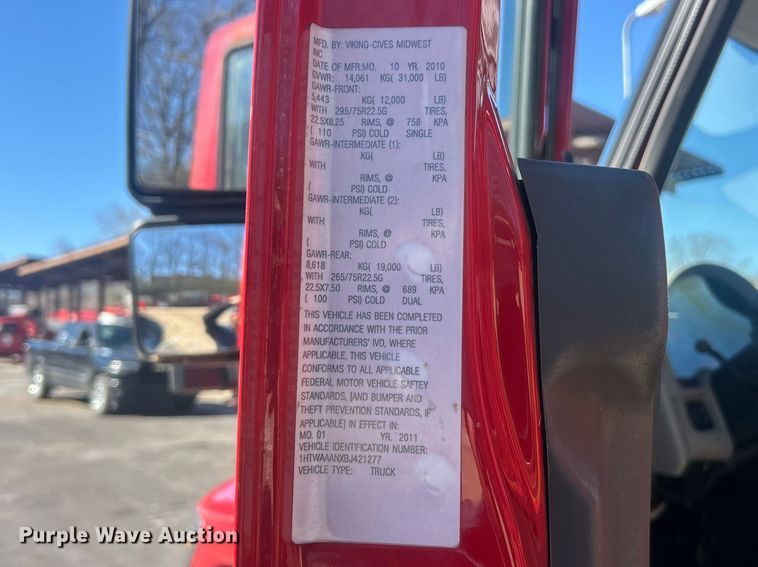 MFD. BY: VIKING-CIVES MIDWEST
INC
DATE OF MFR:MO. 10 YR. 2010
GVWR: 14,061 KG( 31,000 LB)
GAWR-FRONT:
5,443 KG( 12,000 LB)
WITH 295/75R22.5G TIRES,
22.5X8.25 RIMS, @ 758 KPA
( 110 PSI) COLD SINGLE
GAWR-INTERMEDIATE (1):
KG( LB)
WITH TIRES,
RIMS, @ KPA
( PSI) COLD
GAWR-INTERMEDIATE (2):
KG( LB)
WITH TIRES,
RIMS, @ KPA
( PSI) COLD
GAWR-REAR:
8,618 KG( 19,000 LB)
WITH 265/75R22.5G TIRES,
22.5X7.50 RIMS, @ 689 KPA
( 100 PSI) COLD DUAL
THIS VEHICLE HAS BEEN COMPLETED
IN ACCORDANCE WITH THE PRIOR
MANUFACTURERS' IVD, WHERE
APPLICABLE. THIS VEHICLE
CONFORMS TO ALL APPLICABLE
FEDERAL MOTOR VEHICLE SAFTEY
STANDARDS, [AND BUMPER AND
THEFT PREVENTION STANDARDS, IF
APPLICABLE] IN EFFECT IN:
MO. 01 YR. 2011
VEHICLE IDENTIFICATION NUMBER:
1HTWAAANXBJ421277
VEHICLE TYPE: TRUCK
Purple Wave Auction